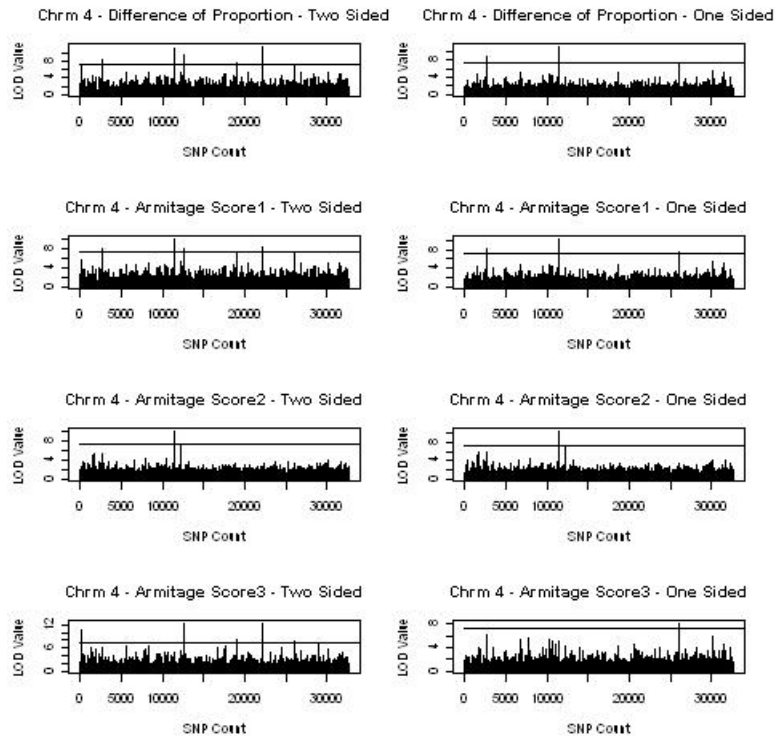 Chrm 4 - Difference of Proportion - Two Sided
LOD Value
8
4
0
0 5000 10000 20000 30000
SNP Count
Chrm 4 - Difference of Proportion - One Sided
LOD Value
8
4
0
0 5000 10000 20000 30000
SNP Count
Chrm 4 - Armitage Score1 - Two Sided
LOD Value
8
4
0
0 5000 10000 20000 30000
SNP Count
Chrm 4 - Armitage Score1 - One Sided
LOD Value
8
4
0
0 5000 10000 20000 30000
SNP Count
Chrm 4 - Armitage Score2 - Two Sided
LOD Value
8
4
0
0 5000 10000 20000 30000
SNP Count
Chrm 4 - Armitage Score2 - One Sided
LOD Value
8
4
0
0 5000 10000 20000 30000
SNP Count
Chrm 4 - Armitage Score3 - Two Sided
LOD Value
12
6
0
0 5000 10000 20000 30000
SNP Count
Chrm 4 - Armitage Score3 - One Sided
LOD Value
8
4
0
0 5000 10000 20000 30000
SNP Count